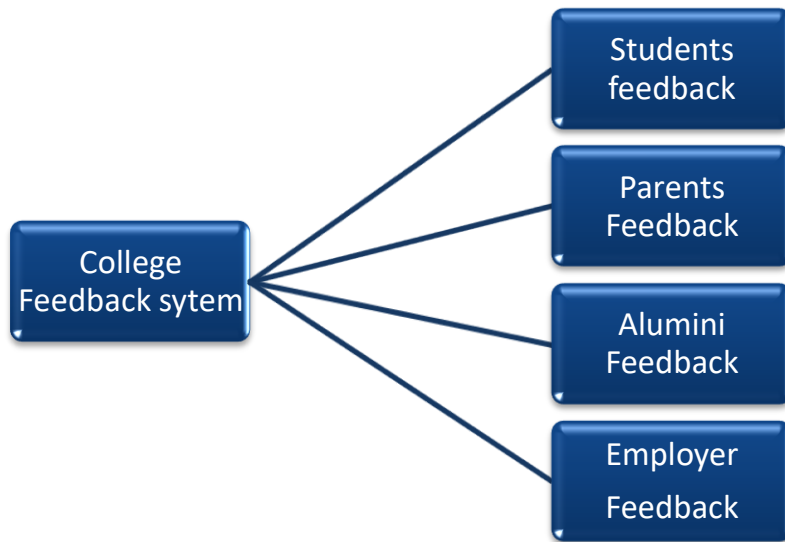 College
Feedback sytem
Students
feedback
Parents
Feedback
Alumini
Feedback
Employer
Feedback